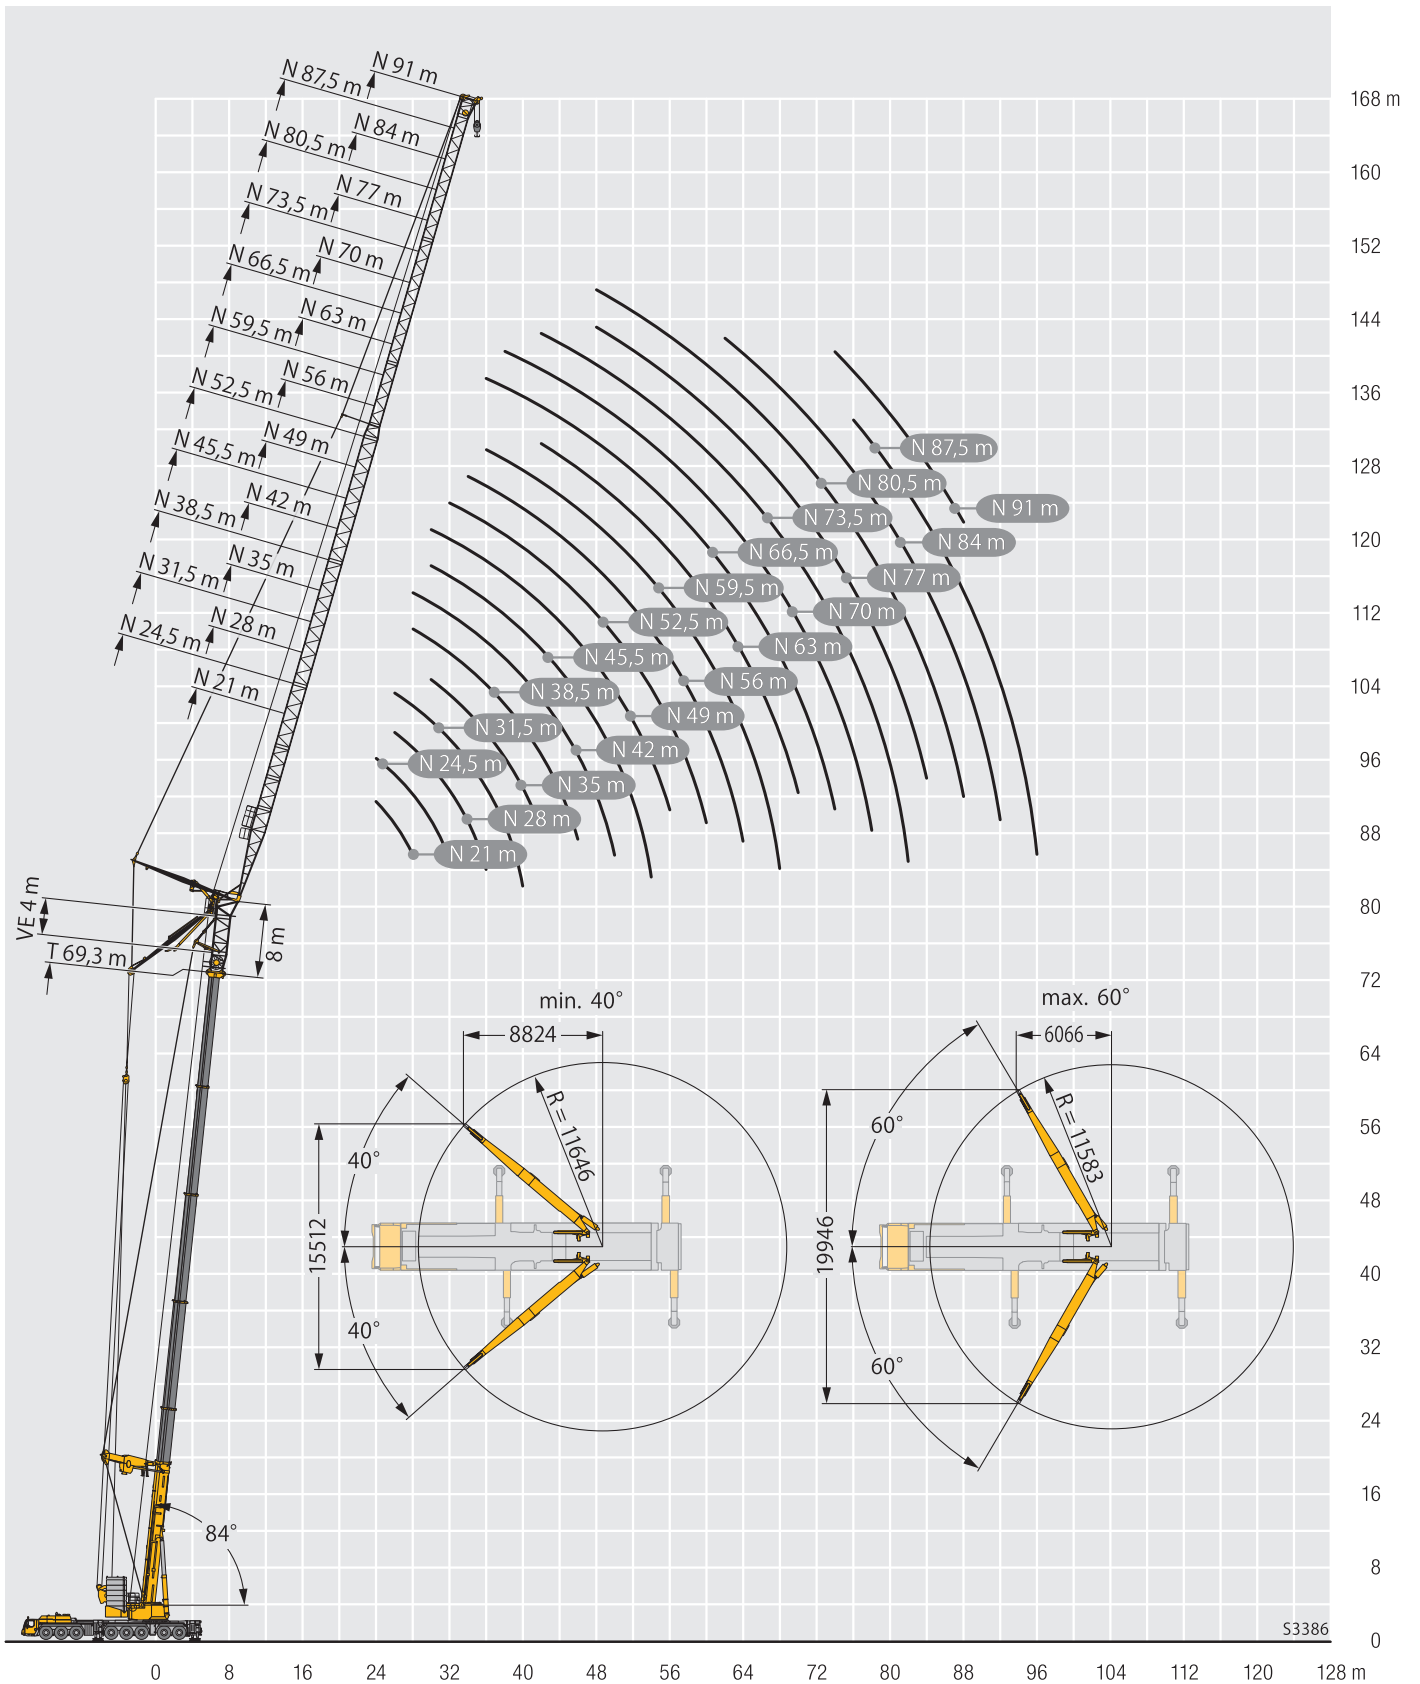 N 91 m
N 87,5 m
N 84 m
N 80,5 m
N 77 m
N 73,5 m
N 70 m
N 66,5 m
N 63 m
N 59,5 m
N 56 m
N 52,5 m
N 49 m
N 45,5 m
N 42 m
N 38,5 m
N 35 m
N 31,5 m
N 28 m
N 24,5 m
N 21 m
VE 4 m
T 69,3 m
8 m
84°
N 87,5 m
N 80,5 m
N 91 m
N 73,5 m
N 84 m
N 66,5 m
N 77 m
N 59,5 m
N 70 m
N 52,5 m
N 63 m
N 45,5 m
N 56 m
N 38,5 m
N 49 m
N 31,5 m
N 42 m
N 24,5 m
N 35 m
N 28 m
N 21 m
min. 40°
8824
R = 11646
40°
15512
40°
max. 60°
6066
R = 11583
60°
19946
60°
168 m
160
152
144
136
128
120
112
104
96
88
80
72
64
56
48
40
32
24
16
8
0
S3386
0 8 16 24 32 40 48 56 64 72 80 88 96 104 112 120 128 m